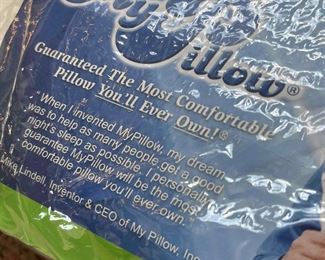 My Pillow®
Guaranteed The Most Comfortable
Pillow You'll Ever Own!®
When I invented MyPillow, my dream
was to help as many people get a good
night's sleep as possible. I personally
guarantee MyPillow will be the most
comfortable pillow you'll ever own.
Mike Lindell, Inventor & CEO of My Pillow, Inc